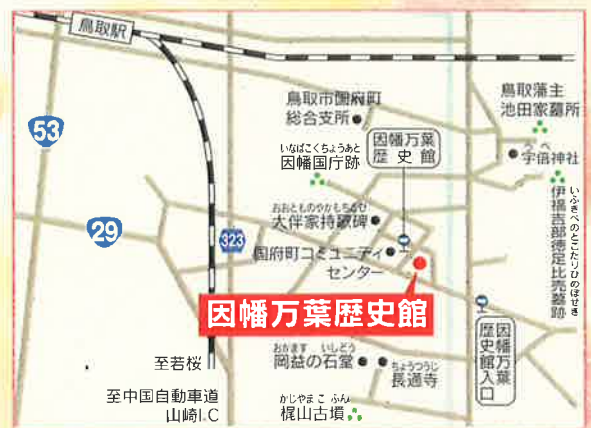 鳥取駅
53
29
323
鳥取市国府町
総合支所
因幡万葉
歴史館
鳥取藩主
池田家墓所
うべ
宇倍神社
いなばこくちょうあと
因幡国庁跡
おおとものやかもちかひ
大伴家持歌碑
国府町コミュニティ
センター
いふきべのとこたりひめぼせき
伊福吉部徳足比売墓跡
因幡万葉歴史館
因幡万葉
歴史館入口
おかます いしどう
岡益の石堂
ちょうつうじ
長通寺
かじやまこふん
梶山古墳
至若桜
至中国自動車道
山崎I.C